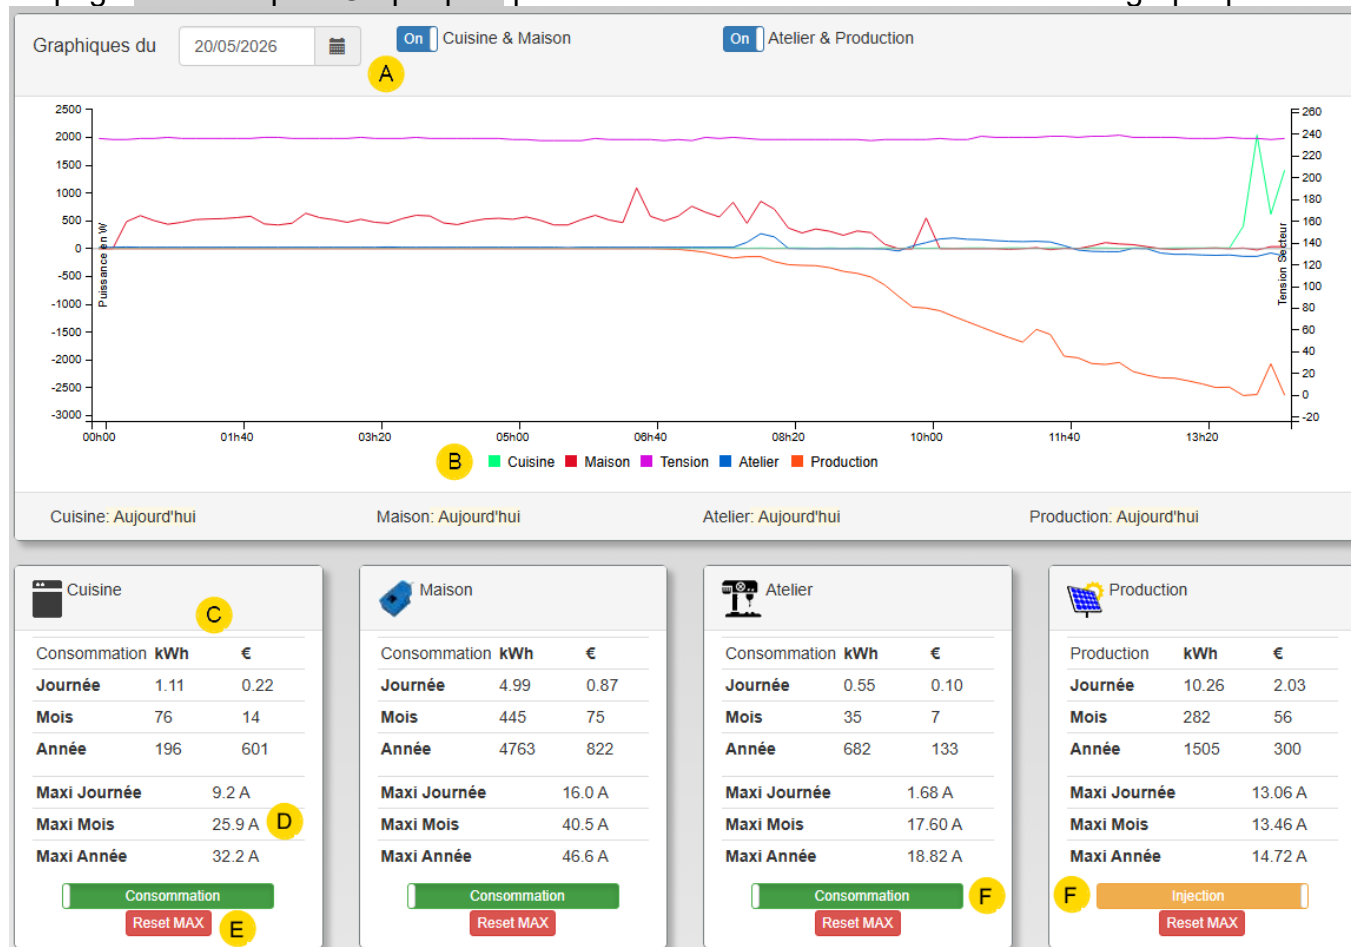 Graphiques du 20/05/2026 On Cuisine & Maison On Atelier & Production
A
2500 260
2000 240
220
1500 200
1000 180
500 160
0 140
-500 120
100
-1000 80
-1500 60
-2000 40
20
-2500 0
-3000 -20
Puissance en W
Tension Secteur
00h00 01h40 03h20 05h00 06h40 08h20 10h00 11h40 13h20
B Cuisine Maison Tension Atelier Production
Cuisine: Aujourd'hui Maison: Aujourd'hui Atelier: Aujourd'hui Production: Aujourd'hui
Cuisine Maison Atelier Production
C
Consommation kWh € Consommation kWh € Consommation kWh € Production kWh €
Journée 1.11 0.22 Journée 4.99 0.87 Journée 0.55 0.10 Journée 10.26 2.03
Mois 76 14 Mois 445 75 Mois 35 7 Mois 282 56
Année 196 601 Année 4763 822 Année 682 133 Année 1505 300
Maxi Journée 9.2 A Maxi Journée 16.0 A Maxi Journée 1.68 A Maxi Journée 13.06 A
Maxi Mois 25.9 A D Maxi Mois 40.5 A Maxi Mois 17.60 A Maxi Mois 13.46 A
Maxi Année 32.2 A Maxi Année 46.6 A Maxi Année 18.82 A Maxi Année 14.72 A
Consommation Consommation Consommation F F Injection
Reset MAX E Reset MAX Reset MAX Reset MAX